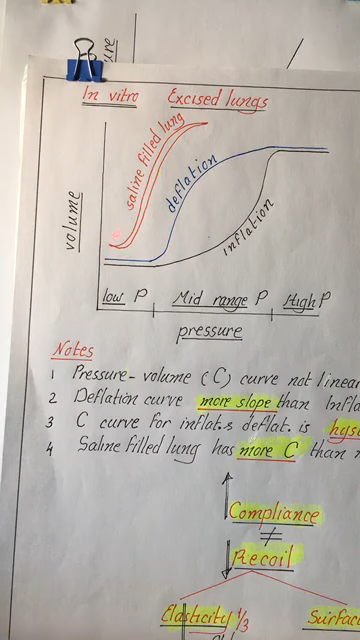 In vitro Excised lungs
saline filled lung
deflation
inflation
volume
low P Mid range P High P
pressure
Notes
1 Pressure-volume (C) curve not linear
2 Deflation curve more slope than
3 C curve for inflat.s deflat. is
4 Saline filled lung has more C than
Compliance
≠
Recoil
Elasticity 1/3